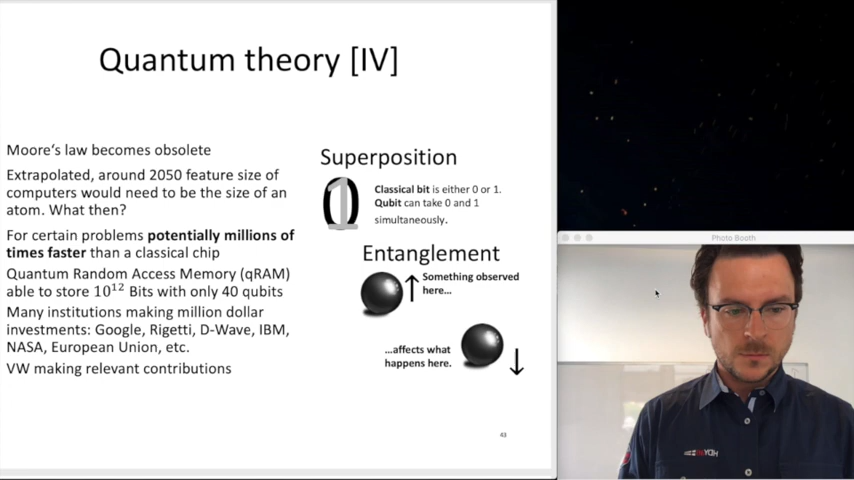 Quantum theory [IV]
Moore‘s law becomes obsolete
Extrapolated, around 2050 feature size of
computers would need to be the size of an
atom. What then?
For certain problems potentially millions of
times faster than a classical chip
Quantum Random Access Memory (qRAM)
able to store 10¹² Bits with only 40 qubits
Many institutions making million dollar
investments: Google, Rigetti, D-Wave, IBM,
NASA, European Union, etc.
VW making relevant contributions
Superposition
0 1
Classical bit is either 0 or 1.
Qubit can take 0 and 1
simultaneously.
Entanglement
Something observed
here...
...affects what
happens here.
43
Photo Booth